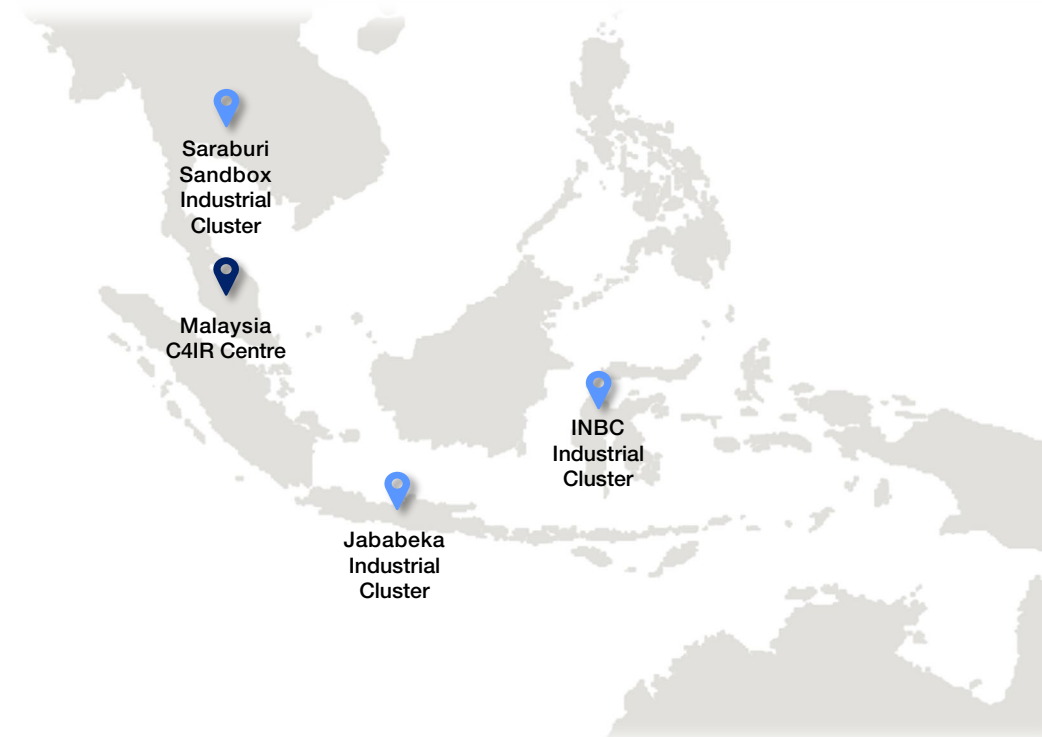 Saraburi
Sandbox
Industrial
Cluster
Malaysia
C4IR Centre
INBC
Industrial
Cluster
Jababeka
Industrial
Cluster